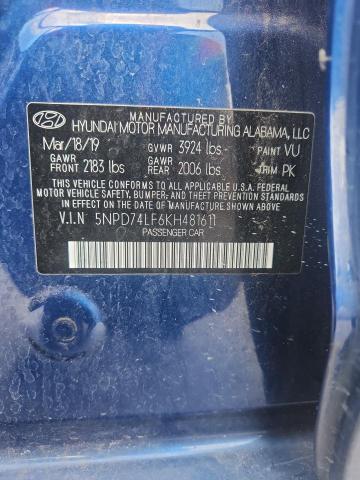 MANUFACTURED BY
HYUNDAI MOTOR MANUFACTURING ALABAMA, LLC
Mar/18/19 GVWR 3924 lbs PAINT VU
GAWR FRONT 2183 lbs GAWR REAR 2006 lbs TRIM PK
THIS VEHICLE CONFORMS TO ALL APPLICABLE U.S. FEDERAL
MOTOR VEHICLE SAFETY, BUMPER, AND THEFT PREVENTION STANDARDS
IN EFFECT ON THE DATE OF MANUFACTURE SHOWN ABOVE.
V.I.N 5NPD74LF6KH481611
PASSENGER CAR